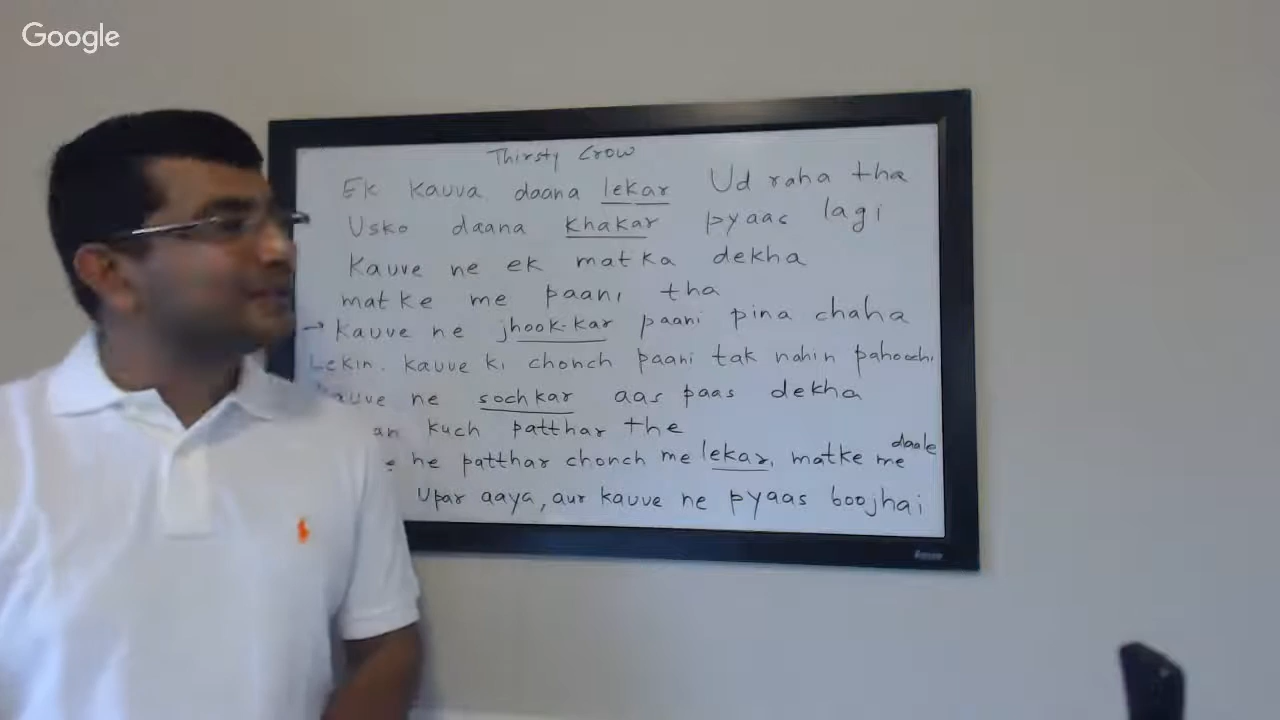 Google
Thirsty Crow
Ek kauva daana lekar Ud raha tha
Usko daana khakar pyaas lagi
Kauve ne ek matka dekha
matke me paani tha
→ Kauve ne jhook-kar paani pina chaha
Lekin. kauve ki chonch paani tak nahin pahochi
ne sochkar aas paas dekha
kuch patthar the
ne patthar chonch me lekar, matke me daale
Upar aaya, aur kauve ne pyaas boojhai